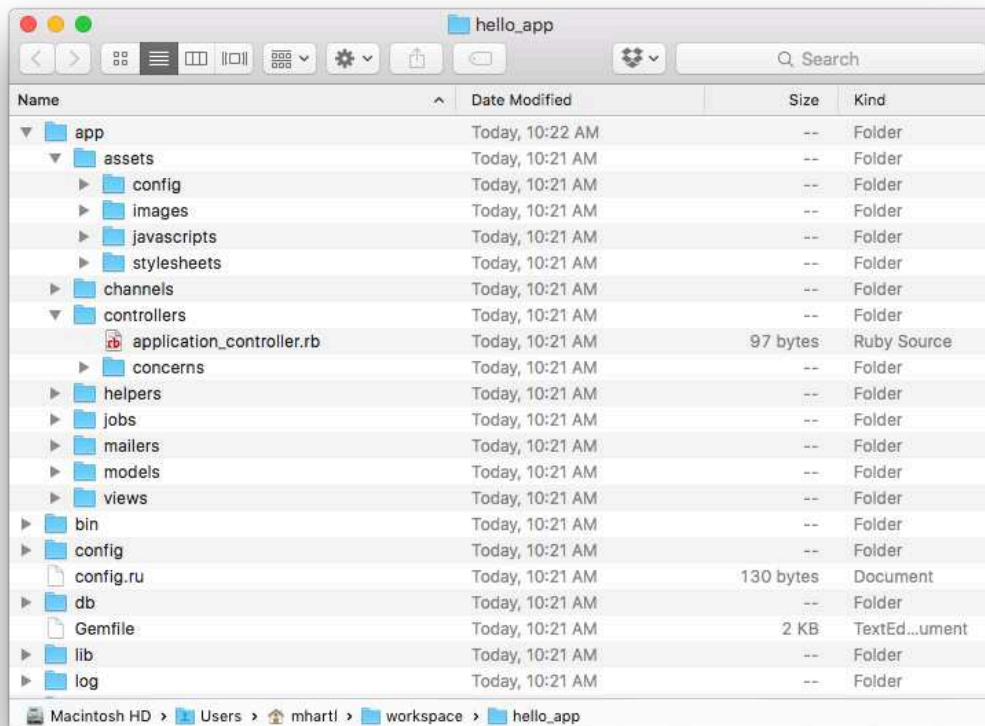 hello_app
Search
Name Date Modified Size Kind
app Today, 10:22 AM -- Folder
assets Today, 10:21 AM -- Folder
config Today, 10:21 AM -- Folder
images Today, 10:21 AM -- Folder
javascripts Today, 10:21 AM -- Folder
stylesheets Today, 10:21 AM -- Folder
channels Today, 10:21 AM -- Folder
controllers Today, 10:21 AM -- Folder
rb application_controller.rb Today, 10:21 AM 97 bytes Ruby Source
concerns Today, 10:21 AM -- Folder
helpers Today, 10:21 AM -- Folder
jobs Today, 10:21 AM -- Folder
mailers Today, 10:21 AM -- Folder
models Today, 10:21 AM -- Folder
views Today, 10:21 AM -- Folder
bin Today, 10:21 AM -- Folder
config Today, 10:21 AM -- Folder
config.ru Today, 10:21 AM 130 bytes Document
db Today, 10:21 AM -- Folder
Gemfile Today, 10:21 AM 2 KB TextEd...ument
lib Today, 10:21 AM -- Folder
log Today, 10:21 AM -- Folder
Macintosh HD > Users > mhartl > workspace > hello_app